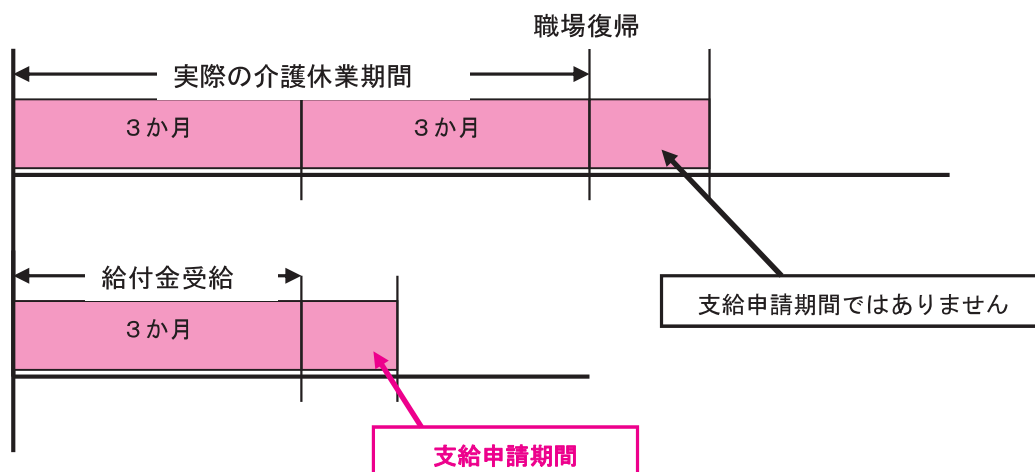 職場復帰
実際の介護休業期間
３か月
３か月
支給申請期間ではありません
給付金受給
３か月
支給申請期間